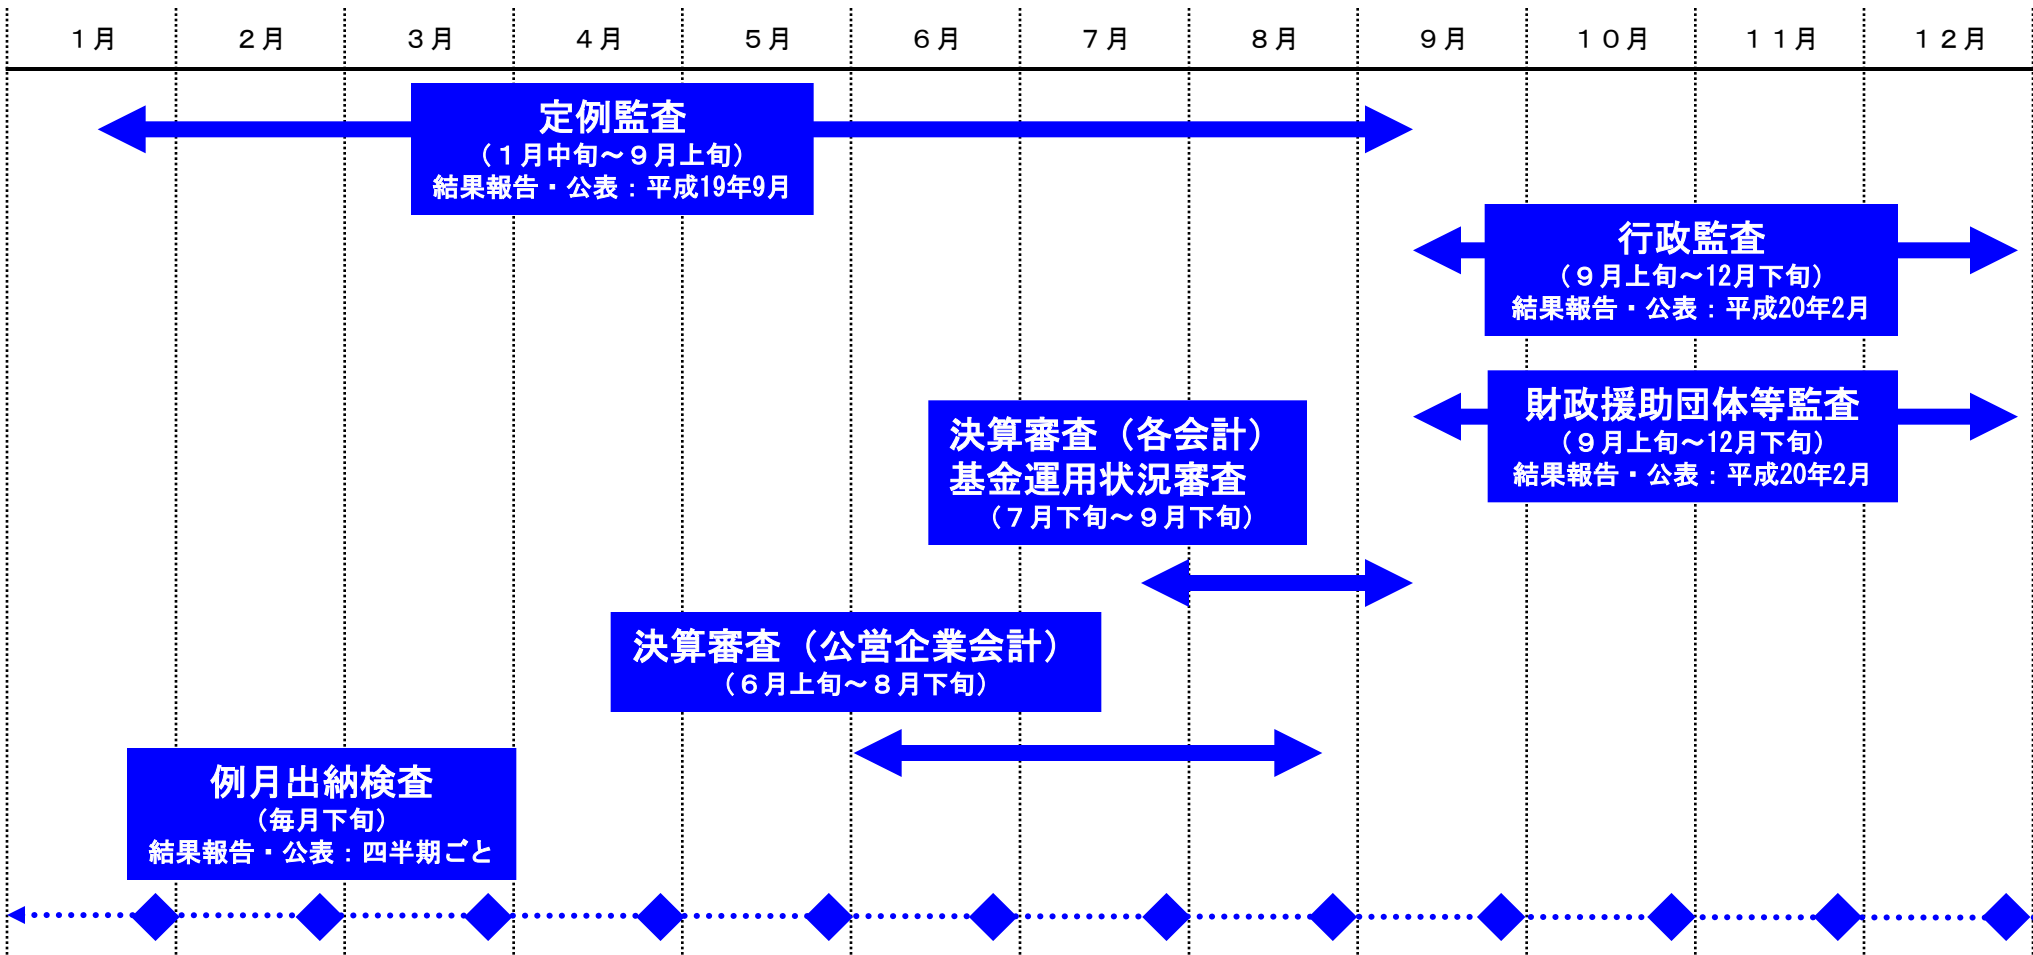 １月 ２月 ３月 ４月 ５月 ６月 ７月 ８月 ９月 １０月 １１月 １２月
定例監査
（１月中旬～９月上旬）
結果報告・公表：平成19年9月
行政監査
（９月上旬～12月下旬）
結果報告・公表：平成20年2月
財政援助団体等監査
（９月上旬～12月下旬）
結果報告・公表：平成20年2月
決算審査（各会計）
基金運用状況審査
（７月下旬～９月下旬）
決算審査（公営企業会計）
（６月上旬～８月下旬）
例月出納検査
（毎月下旬）
結果報告・公表：四半期ごと